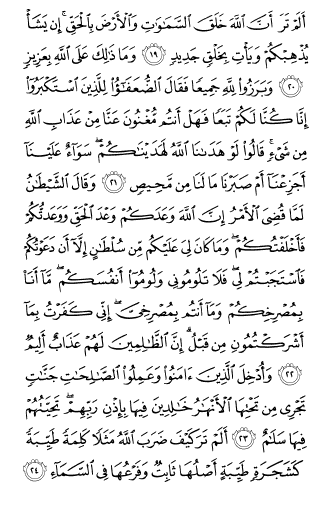 أَلَمْ تَرَ أَنَّ ٱللَّهَ خَلَقَ ٱلسَّمَٰوَٰتِ وَٱلْأَرْضَ بِٱلْحَقِّ ۚ إِن يَشَأْ
يُذْهِبْكُمْ وَيَأْتِ بِخَلْقٍ جَدِيدٍ ١٩ وَمَا ذَٰلِكَ عَلَى ٱللَّهِ بِعَزِيزٍ
٢٠ وَبَرَزُوا۟ لِلَّهِ جَمِيعًا فَقَالَ ٱلضُّعَفَٰٓؤُا۟ لِلَّذِينَ ٱسْتَكْبَرُوٓا۟
إِنَّا كُنَّا لَكُمْ تَبَعًا فَهَلْ أَنتُم مُّغْنُونَ عَنَّا مِنْ عَذَابِ ٱللَّهِ
مِن شَىْءٍ ۚ قَالُوا۟ لَوْ هَدَىٰنَا ٱللَّهُ لَهَدَيْنَٰكُمْ ۖ سَوَآءٌ عَلَيْنَآ
أَجَزِعْنَآ أَمْ صَبَرْنَا مَا لَنَا مِن مَّحِيصٍ ٢١ وَقَالَ ٱلشَّيْطَٰنُ
لَمَّا قُضِىَ ٱلْأَمْرُ إِنَّ ٱللَّهَ وَعَدَكُمْ وَعْدَ ٱلْحَقِّ وَوَعَدتُّكُمْ
فَأَخْلَفْتُكُمْ ۖ وَمَا كَانَ لِىَ عَلَيْكُم مِّن سُلْطَٰنٍ إِلَّآ أَن دَعَوْتُكُمْ
فَٱسْتَجَبْتُمْ لِى ۖ فَلَا تَلُومُونِى وَلُومُوٓا۟ أَنفُسَكُم ۖ مَّآ أَنَا۠
بِمُصْرِخِكُمْ وَمَآ أَنتُم بِمُصْرِخِىَّ ۖ إِنِّى كَفَرْتُ بِمَآ
أَشْرَكْتُمُونِ مِن قَبْلُ ۗ إِنَّ ٱلظَّٰلِمِينَ لَهُمْ عَذَابٌ أَلِيمٌ
٢٢ وَأُدْخِلَ ٱلَّذِينَ ءَامَنُوا۟ وَعَمِلُوا۟ ٱلصَّٰلِحَٰتِ جَنَّٰتٍ
تَجْرِى مِن تَحْتِهَا ٱلْأَنْهَٰرُ خَٰلِدِينَ فِيهَا بِإِذْنِ رَبِّهِمْ ۖ تَحِيَّتُهُمْ
فِيهَا سَلَٰمٌ ٢٣ أَلَمْ تَرَ كَيْفَ ضَرَبَ ٱللَّهُ مَثَلًا كَلِمَةً طَيِّبَةً
كَشَجَرَةٍ طَيِّبَةٍ أَصْلُهَا ثَابِتٌ وَفَرْعُهَا فِى ٱلسَّمَآءِ ٢٤